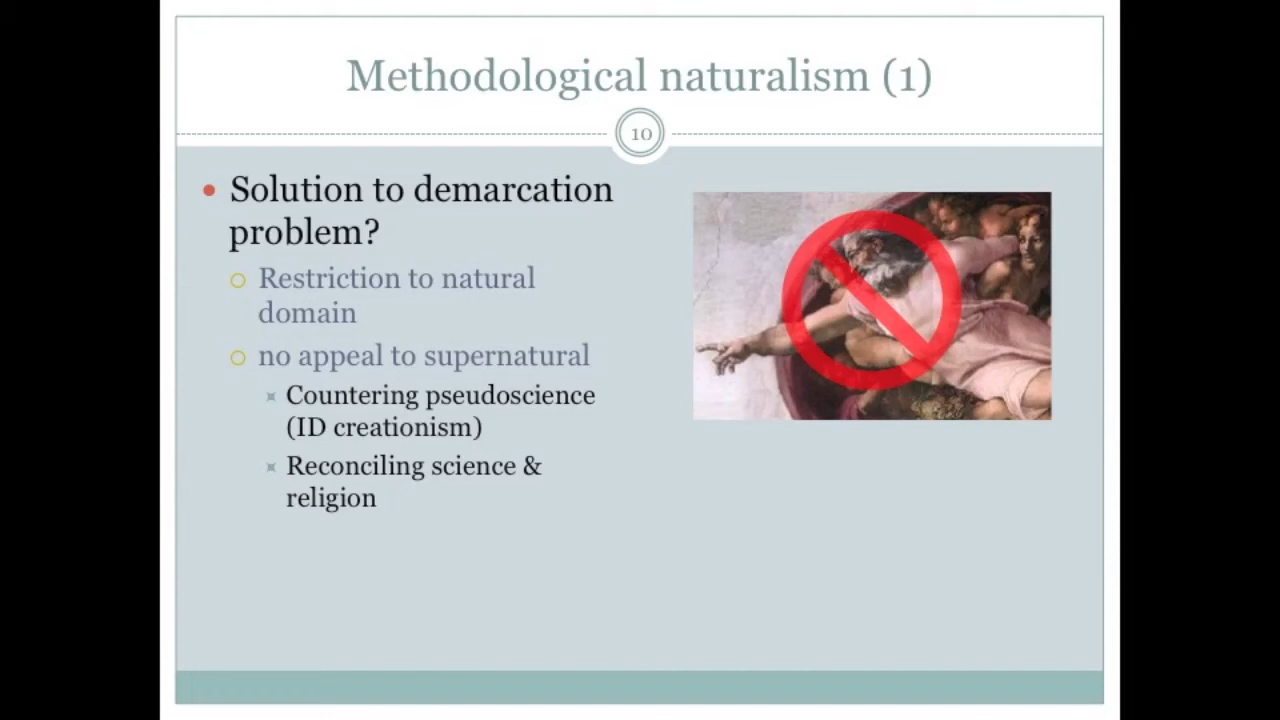 Methodological naturalism (1)
10
Solution to demarcation
problem?
Restriction to natural
domain
no appeal to supernatural
Countering pseudoscience
(ID creationism)
Reconciling science &
religion